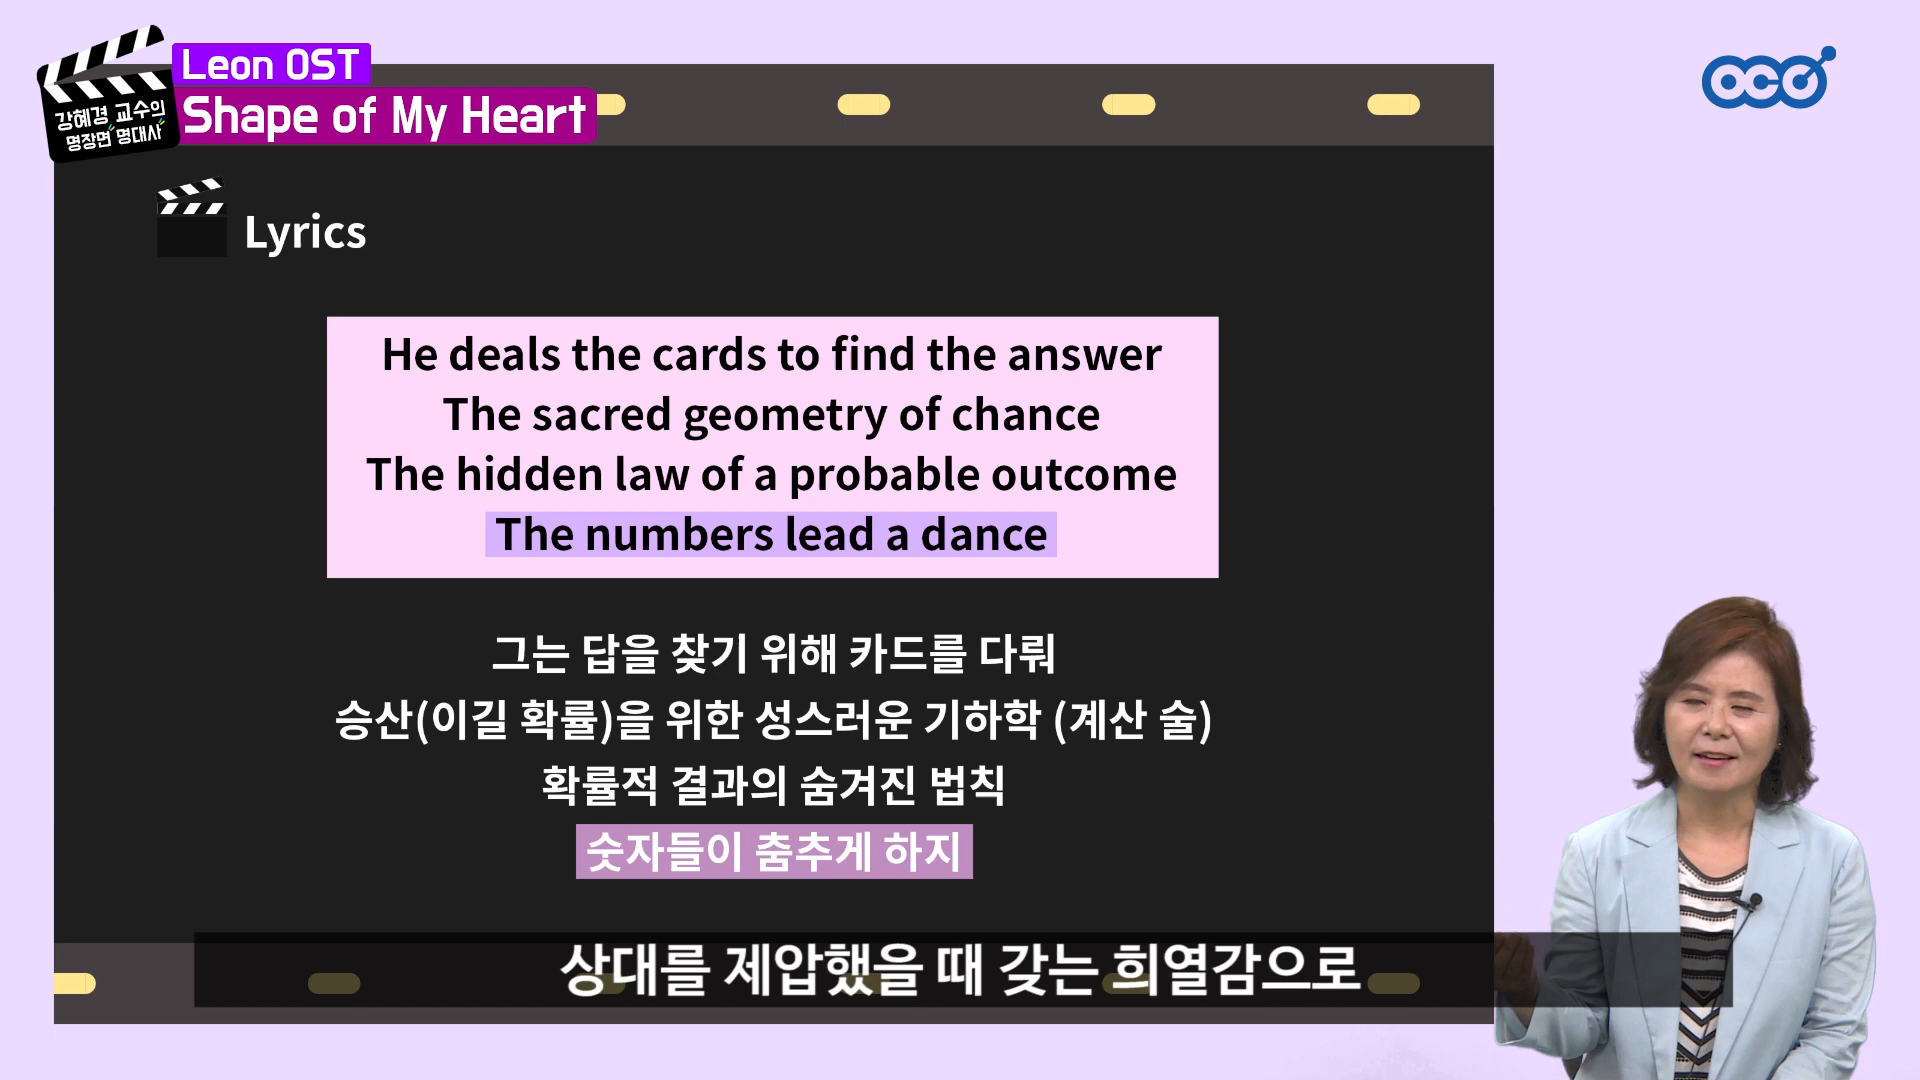 Leon OST
Shape of My Heart
강혜경 교수의
명장면 명대사
oco
Lyrics
He deals the cards to find the answer
The sacred geometry of chance
The hidden law of a probable outcome
The numbers lead a dance
그는 답을 찾기 위해 카드를 다뤄
승산(이길 확률)을 위한 성스러운 기하학 (계산 술)
확률적 결과의 숨겨진 법칙
숫자들이 춤추게 하지
상대를 제압했을 때 갖는 희열감으로